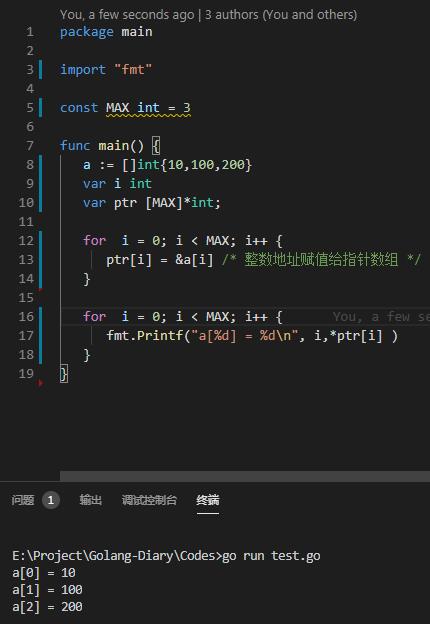 You, a few seconds ago | 3 authors (You and others)
1 package main
2
3 import "fmt"
4
5 const MAX int = 3
6
7 func main() {
8 a := []int{10,100,200}
9 var i int
10 var ptr [MAX]*int;
11
12 for  i = 0; i < MAX; i++ {
13 ptr[i] = &a[i] /* 整数地址赋值给指针数组 */
14 }
15
16 for  i = 0; i < MAX; i++ { You, a few se
17 fmt.Printf("a[%d] = %d\n", i,*ptr[i] )
18 }
19 }
问题 1 输出 调试控制台 终端
E:\Project\Golang-Diary\Codes>go run test.go
a[0] = 10
a[1] = 100
a[2] = 200